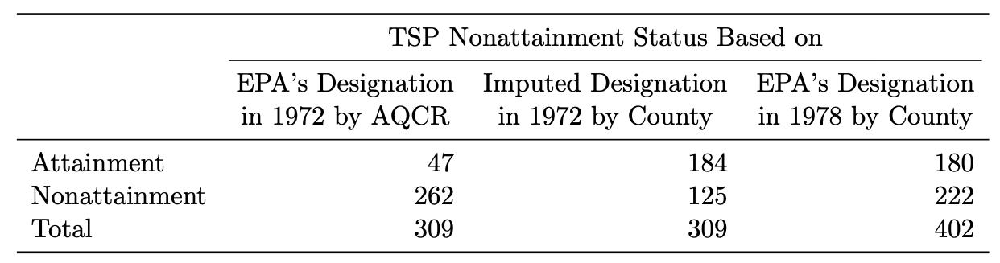 TSP Nonattainment Status Based on
EPA's Designation Imputed Designation EPA's Designation
in 1972 by AQCR in 1972 by County in 1978 by County
Attainment 47 184 180
Nonattainment 262 125 222
Total 309 309 402